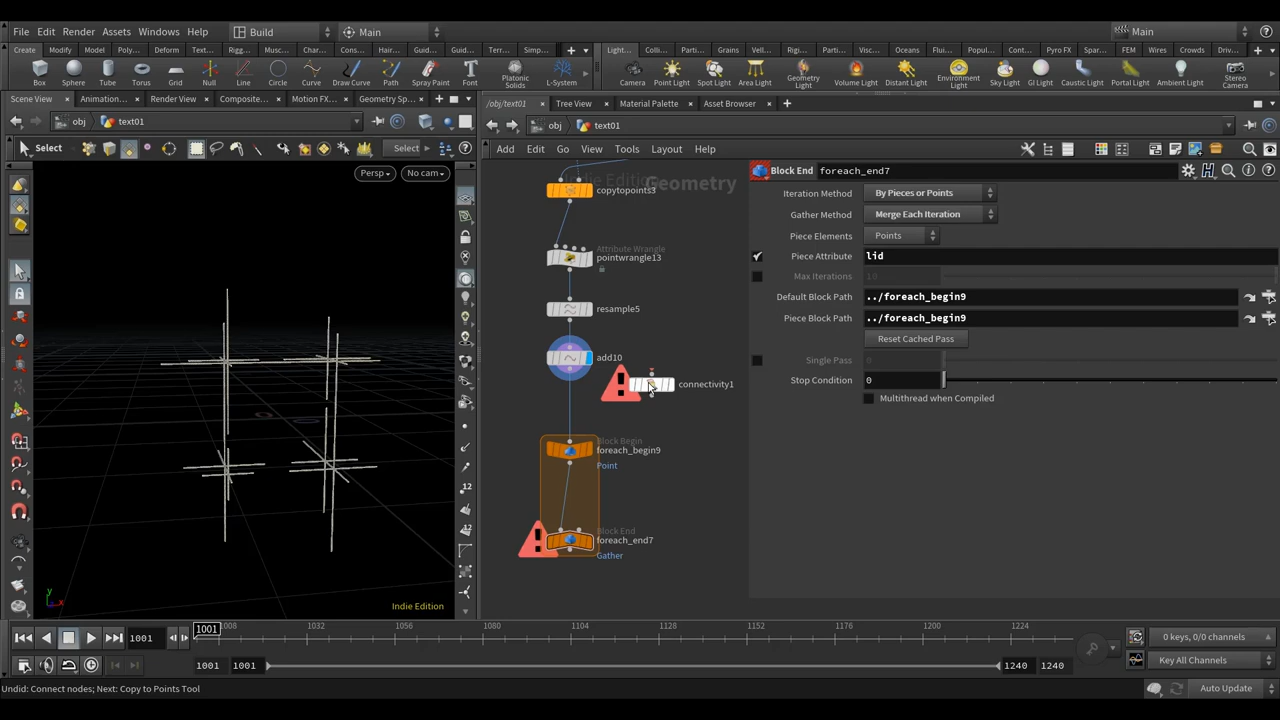 File Edit Render Assets Windows Help Build Main Main
Create Modify Model Poly... Deform Text... Rigg... Musc... Char... Cons... Hair... Guid... Guid... Terr... Simp... Light... Colli... Parti... Grains Vell... Rigi... Parti... Visc... Oceans Flui... Popul... Cont... Pyro FX Spar... FEM Wires Crowds Driv...
Box Sphere Tube Torus Grid Null Line Circle Curve Draw Curve Path Spray Paint Font Platonic Solids L-System Camera Point Light Spot Light Area Light Geometry Light Volume Light Distant Light Environment Light Sky Light GI Light Caustic Light Portal Light Ambient Light Stereo Camera
Scene View Animation... Render View Composite... Motion FX... Geometry Sp...
obj text01
Select Select
Persp No cam
Indie Edition
/obj/text01 Tree View Material Palette Asset Browser
obj text01
Add Edit Go View Tools Layout Help
Indie Edition
Geometry
copytopoints3
Attribute Wrangle
pointwrangle13
resample5
add10
connectivity1
Block Begin
foreach_begin9
Point
Block End
foreach_end7
Gather
Block End foreach_end7
Iteration Method By Pieces or Points
Gather Method Merge Each Iteration
Piece Elements Points
Piece Attribute lid
Max Iterations 10
Default Block Path ../foreach_begin9
Piece Block Path ../foreach_begin9
Reset Cached Pass
Single Pass 0
Stop Condition 0
Multithread when Compiled
1001 1001 1008 1032 1056 1080 1104 1128 1152 1176 1200 1224
0 keys, 0/0 channels
1001 1001 1240 1240
Key All Channels
Undid: Connect nodes; Next: Copy to Points Tool
Auto Update